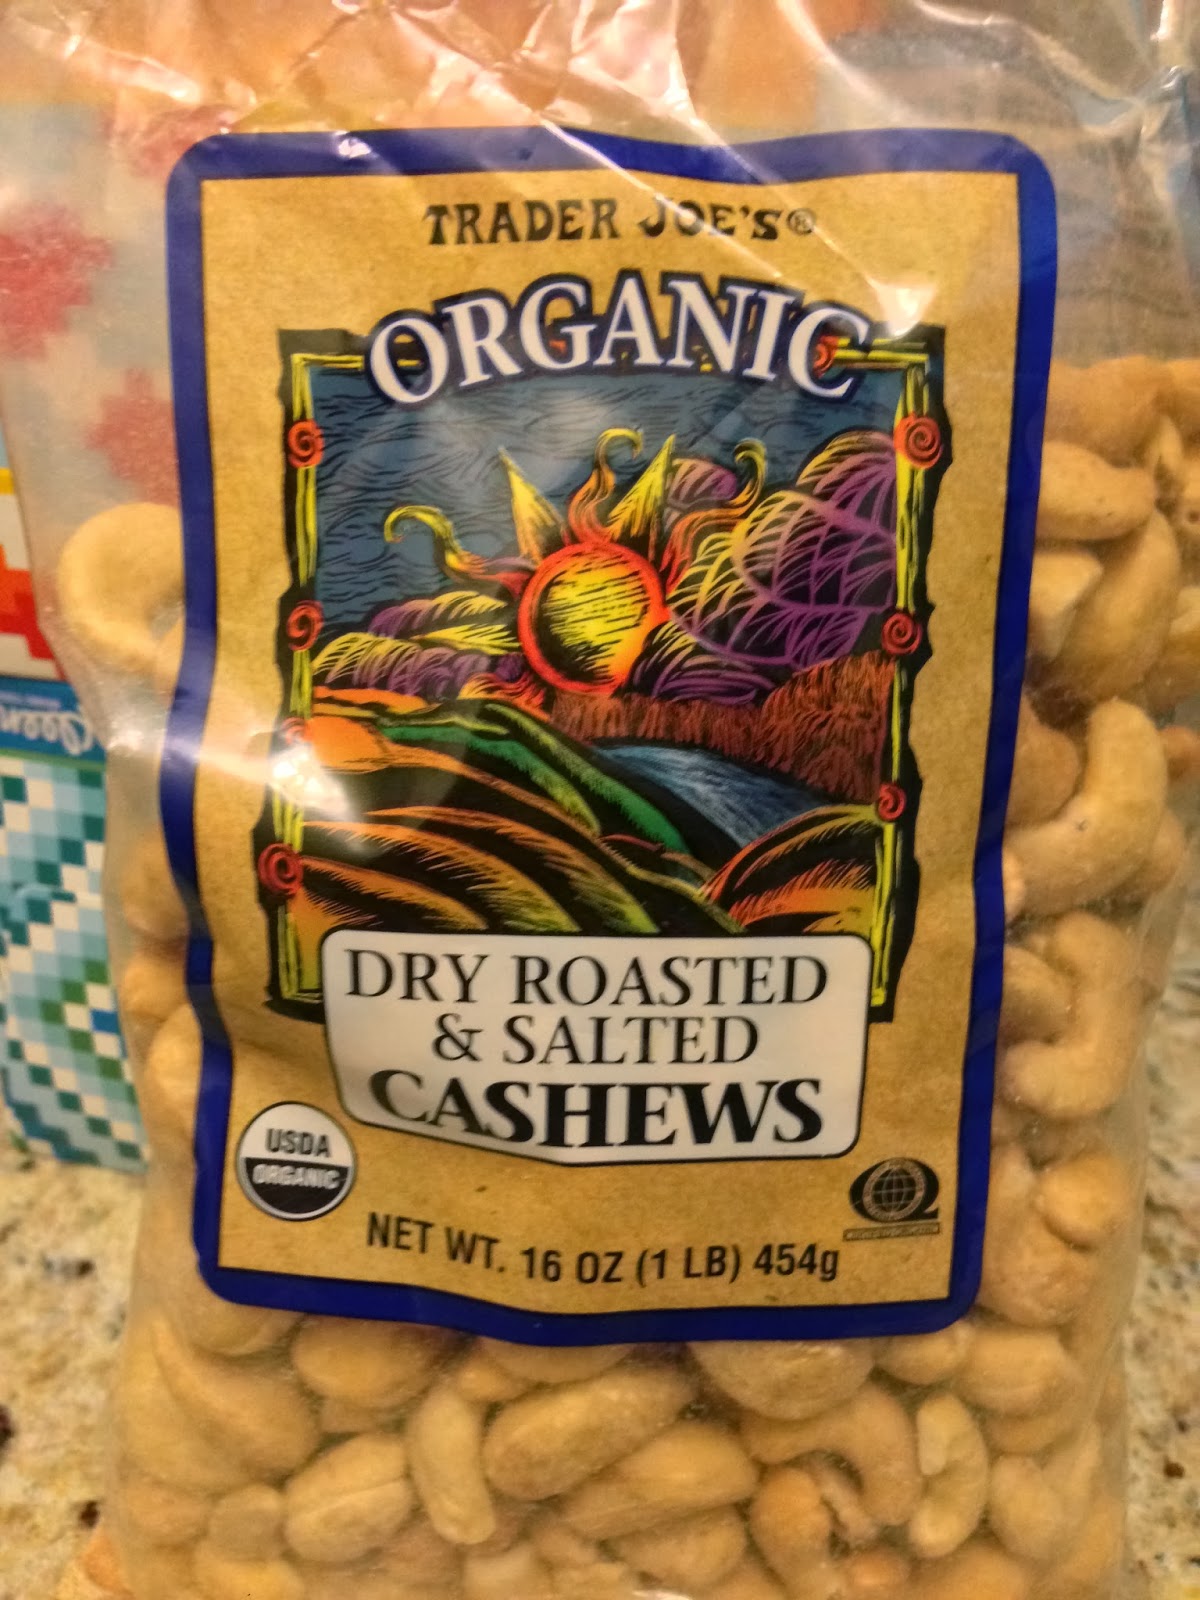 TRADER JOE'S®
ORGANIC
DRY ROASTED
& SALTED
CASHEWS
USDA
ORGANIC
NET WT. 16 OZ (1 LB) 454g